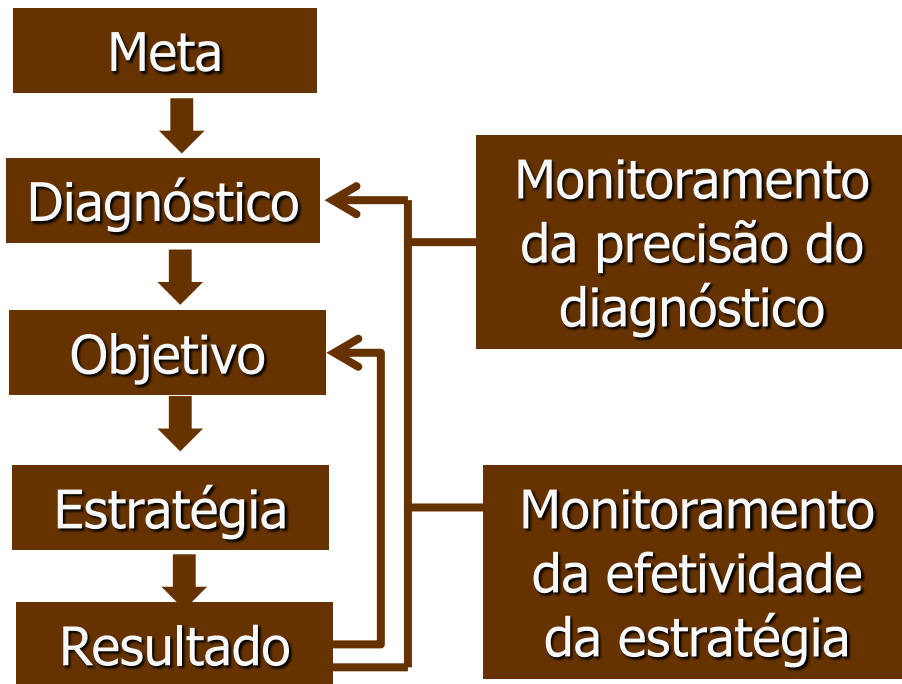 Meta
Diagnóstico
Objetivo
Estratégia
Resultado
Monitoramento
da precisão do
diagnóstico
Monitoramento
da efetividade
da estratégia